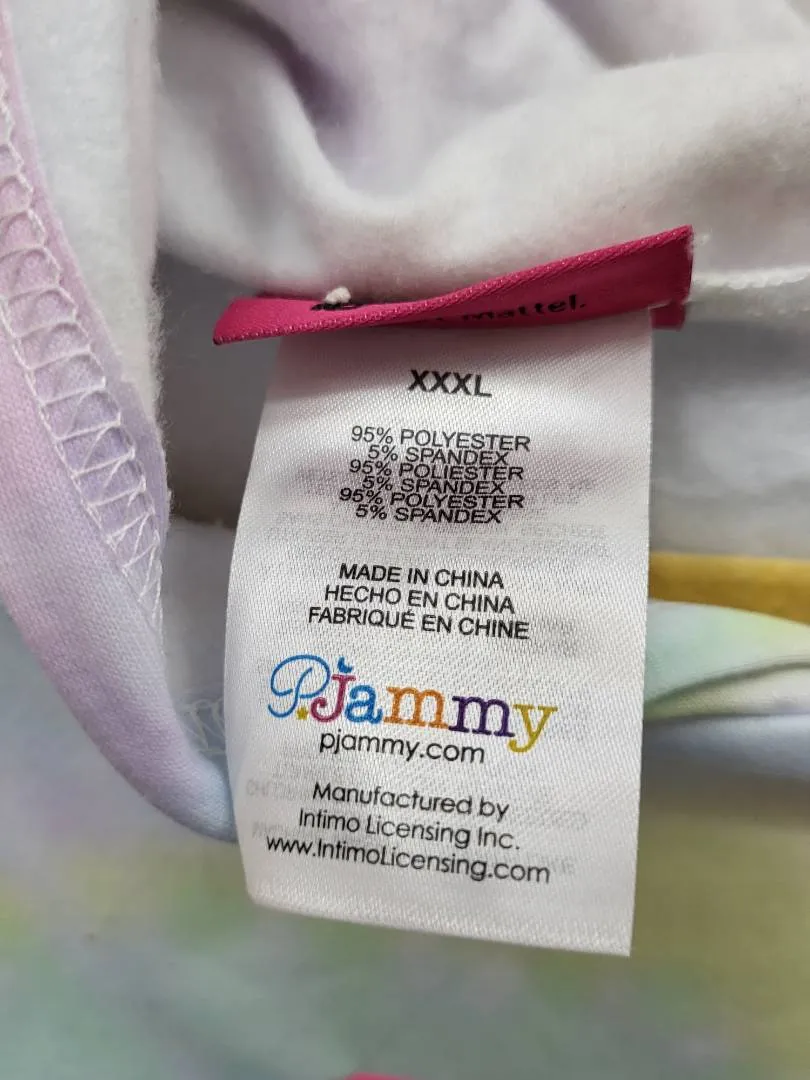 Mattel.
XXXL
95% POLYESTER
5% SPANDEX
95% POLIESTER
5% SPANDEX
95% POLYESTER
5% SPANDEX
MADE IN CHINA
HECHO EN CHINA
FABRIQUÉ EN CHINE
PJammy
pjammy.com
Manufactured by
Intimo Licensing Inc.
www.IntimoLicensing.com